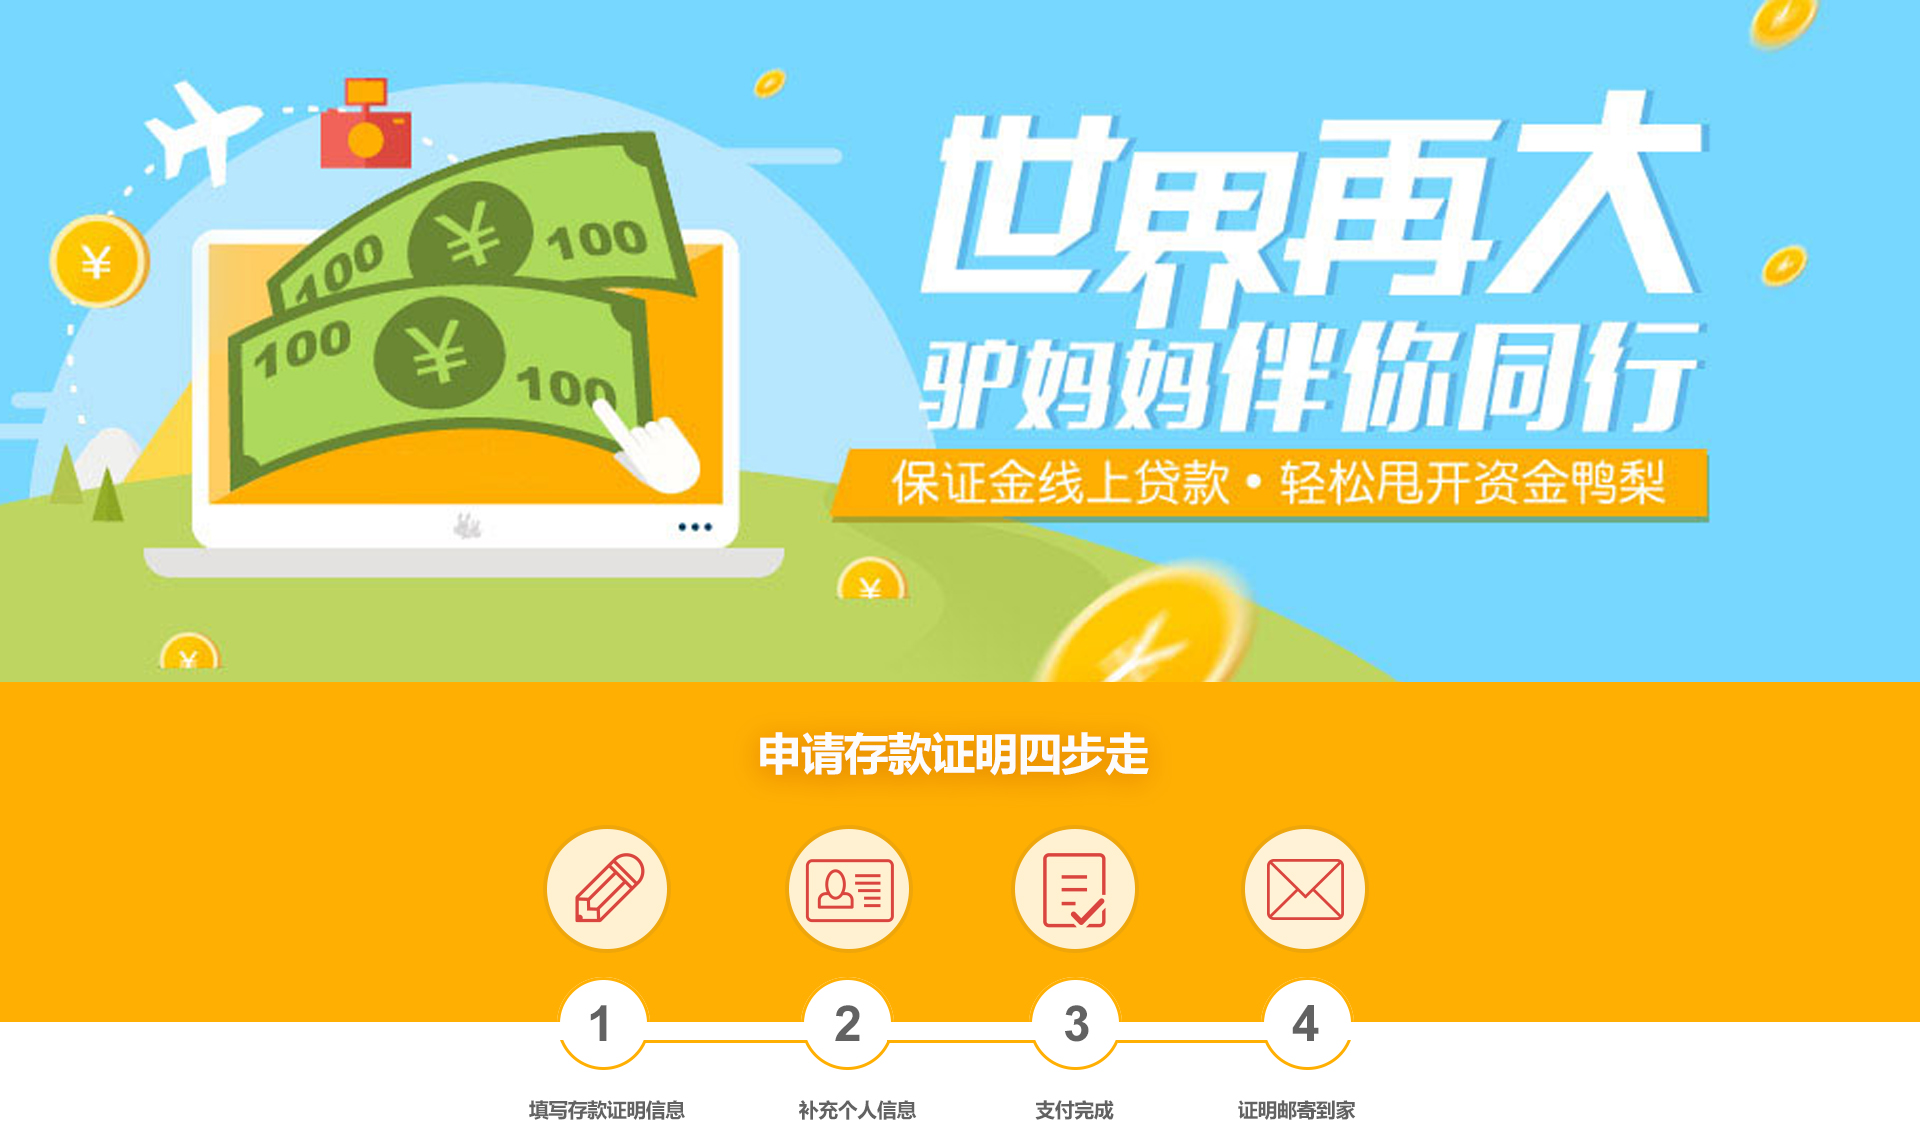 世界再大
驴妈妈伴你同行
保证金线上贷款•轻松甩开资金鸭梨
¥
100 ¥ 100
100 ¥ 100
¥
¥
¥
申请存款证明四步走
1 2 3 4
填写存款证明信息 补充个人信息 支付完成 证明邮寄到家